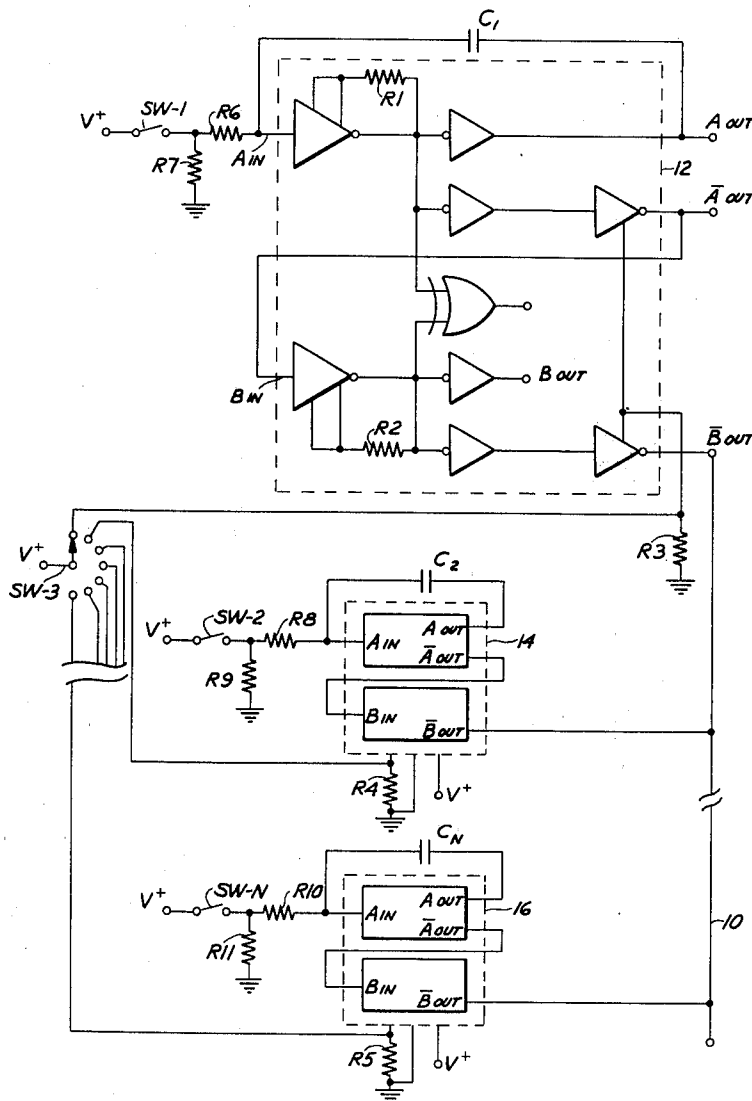 C1
R1
V+ SW-1 R6
A IN
A OUT
R7
12
Ā OUT
B IN
B OUT
R2
B̄ OUT
V+
SW-3
R3
C2
V+ SW-2 R8
A IN A OUT
14
Ā OUT
R9
B IN
B̄ OUT
R4
V+
CN
V+ SW-N R10
A IN A OUT
16
Ā OUT
10
R11
B IN
B̄ OUT
R5
V+